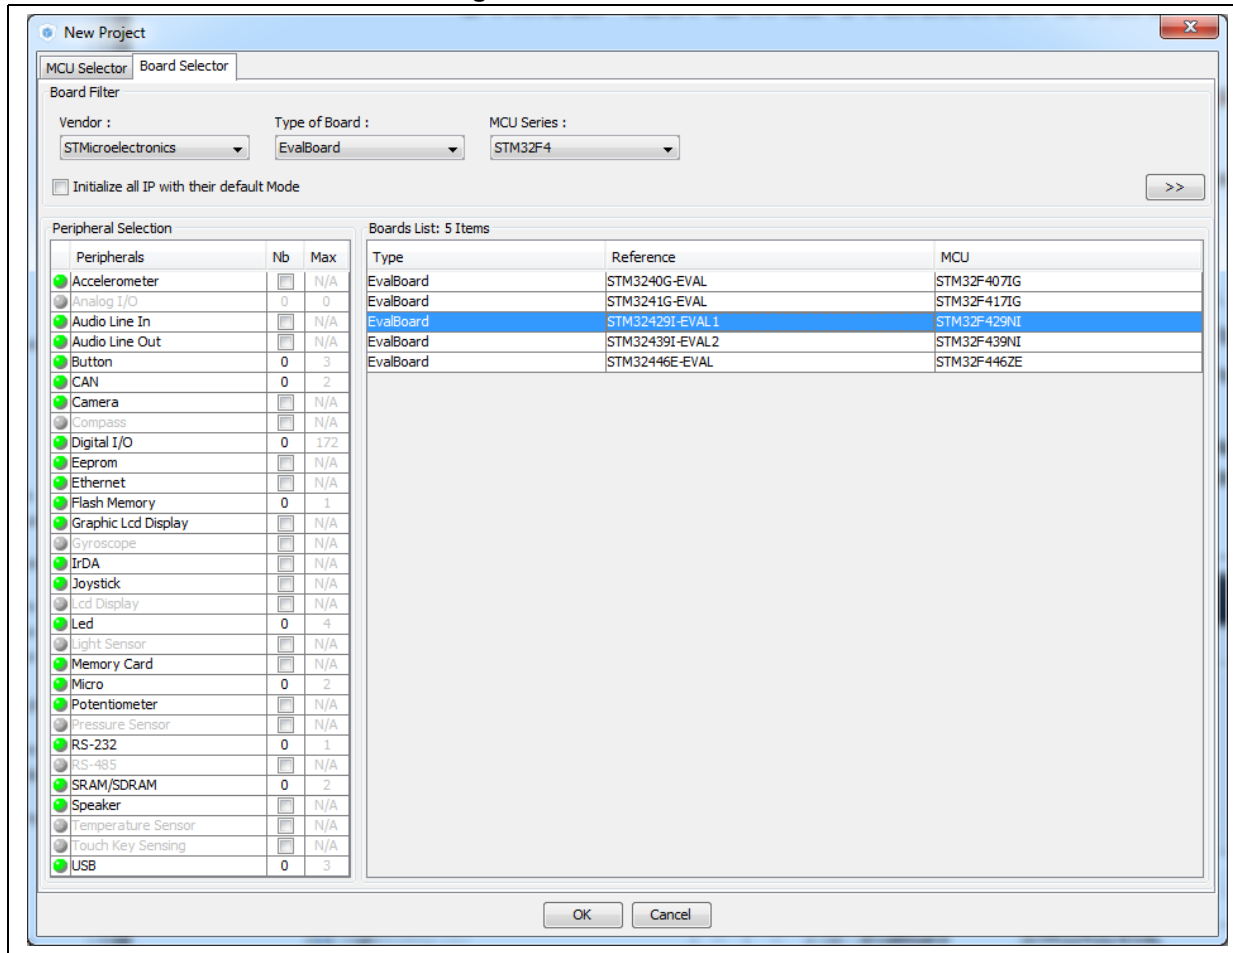 New Project
MCU Selector Board Selector
Board Filter
Vendor : Type of Board : MCU Series :
STMicroelectronics EvalBoard STM32F4
Initialize all IP with their default Mode >>
Peripheral Selection Boards List: 5 Items
Peripherals Nb Max Type Reference MCU
Accelerometer N/A EvalBoard STM3240G-EVAL STM32F407IG
Analog I/O 0 0 EvalBoard STM3241G-EVAL STM32F417IG
Audio Line In N/A EvalBoard STM32429I-EVAL1 STM32F429NI
Audio Line Out N/A EvalBoard STM32439I-EVAL2 STM32F439NI
Button 0 3 EvalBoard STM32446E-EVAL STM32F446ZE
CAN 0 2
Camera N/A
Compass N/A
Digital I/O 0 172
Eeprom N/A
Ethernet N/A
Flash Memory 0 1
Graphic Lcd Display N/A
Gyroscope N/A
IrDA N/A
Joystick N/A
Lcd Display N/A
Led 0 4
Light Sensor N/A
Memory Card N/A
Micro 0 2
Potentiometer N/A
Pressure Sensor N/A
RS-232 0 1
RS-485 N/A
SRAM/SDRAM 0 2
Speaker N/A
Temperature Sensor N/A
Touch Key Sensing N/A
USB 0 3
OK Cancel